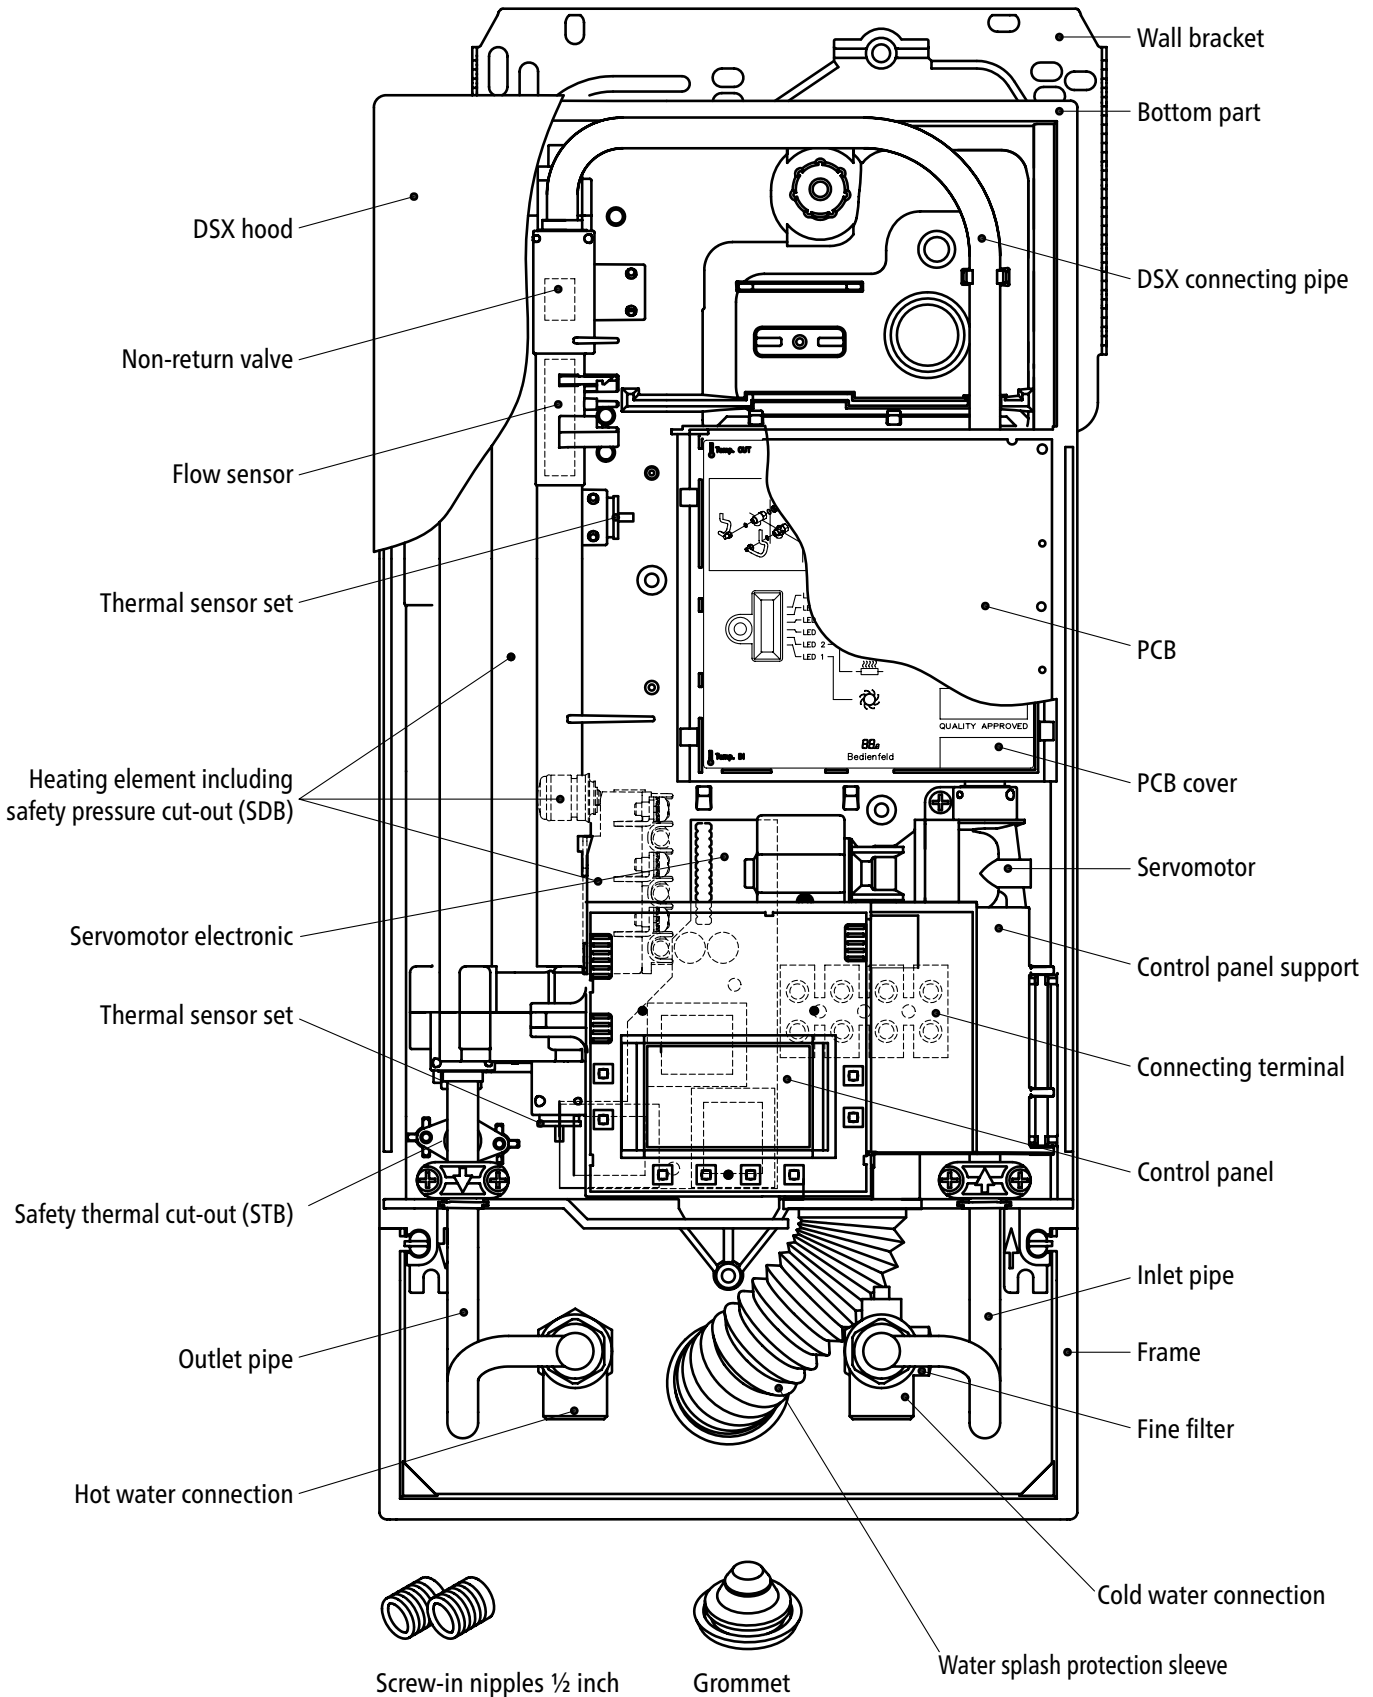 Wall bracket
Bottom part
DSX hood
DSX connecting pipe
Non-return valve
Flow sensor
Temp. OUT
Thermal sensor set
LED
LED
LED 2
LED 1
PCB
QUALITY APPROVED
Temp. IN
Bedienfeld
Heating element including
safety pressure cut-out (SDB)
PCB cover
Servomotor
Servomotor electronic
Control panel support
Thermal sensor set
Connecting terminal
Control panel
Safety thermal cut-out (STB)
Inlet pipe
Outlet pipe
Frame
Fine filter
Hot water connection
Cold water connection
Water splash protection sleeve
Screw-in nipples ½ inch
Grommet